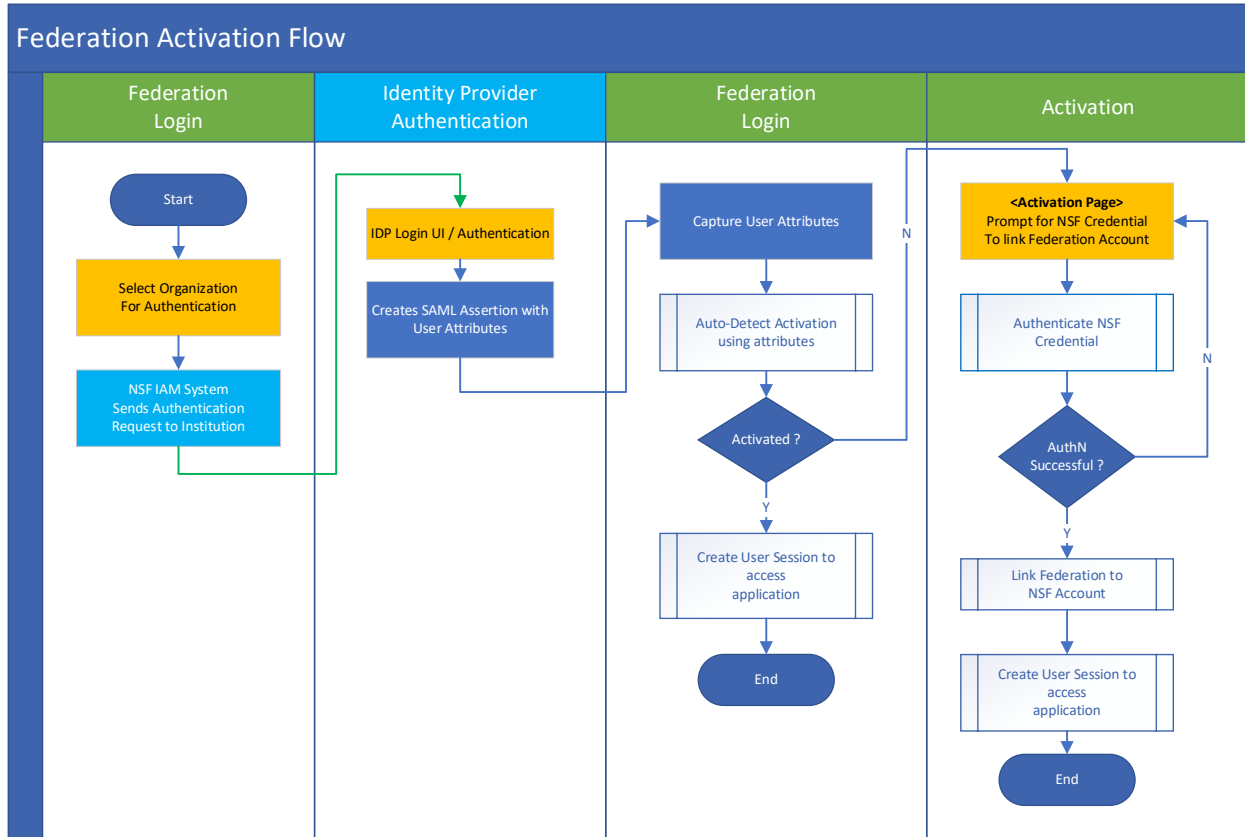 Federation Activation Flow
Federation
Login
Identity Provider
Authentication
Federation
Login
Activation
Start
Select Organization
For Authentication
NSF IAM System
Sends Authentication
Request to Institution
IDP Login UI / Authentication
Creates SAML Assertion with
User Attributes
Capture User Attributes
Auto-Detect Activation
using attributes
Activated ?
N
Y
Create User Session to
access
application
End
<Activation Page>
Prompt for NSF Credential
To link Federation Account
Authenticate NSF
Credential
AuthN
Successful ?
N
Y
Link Federation to
NSF Account
Create User Session to
access
application
End